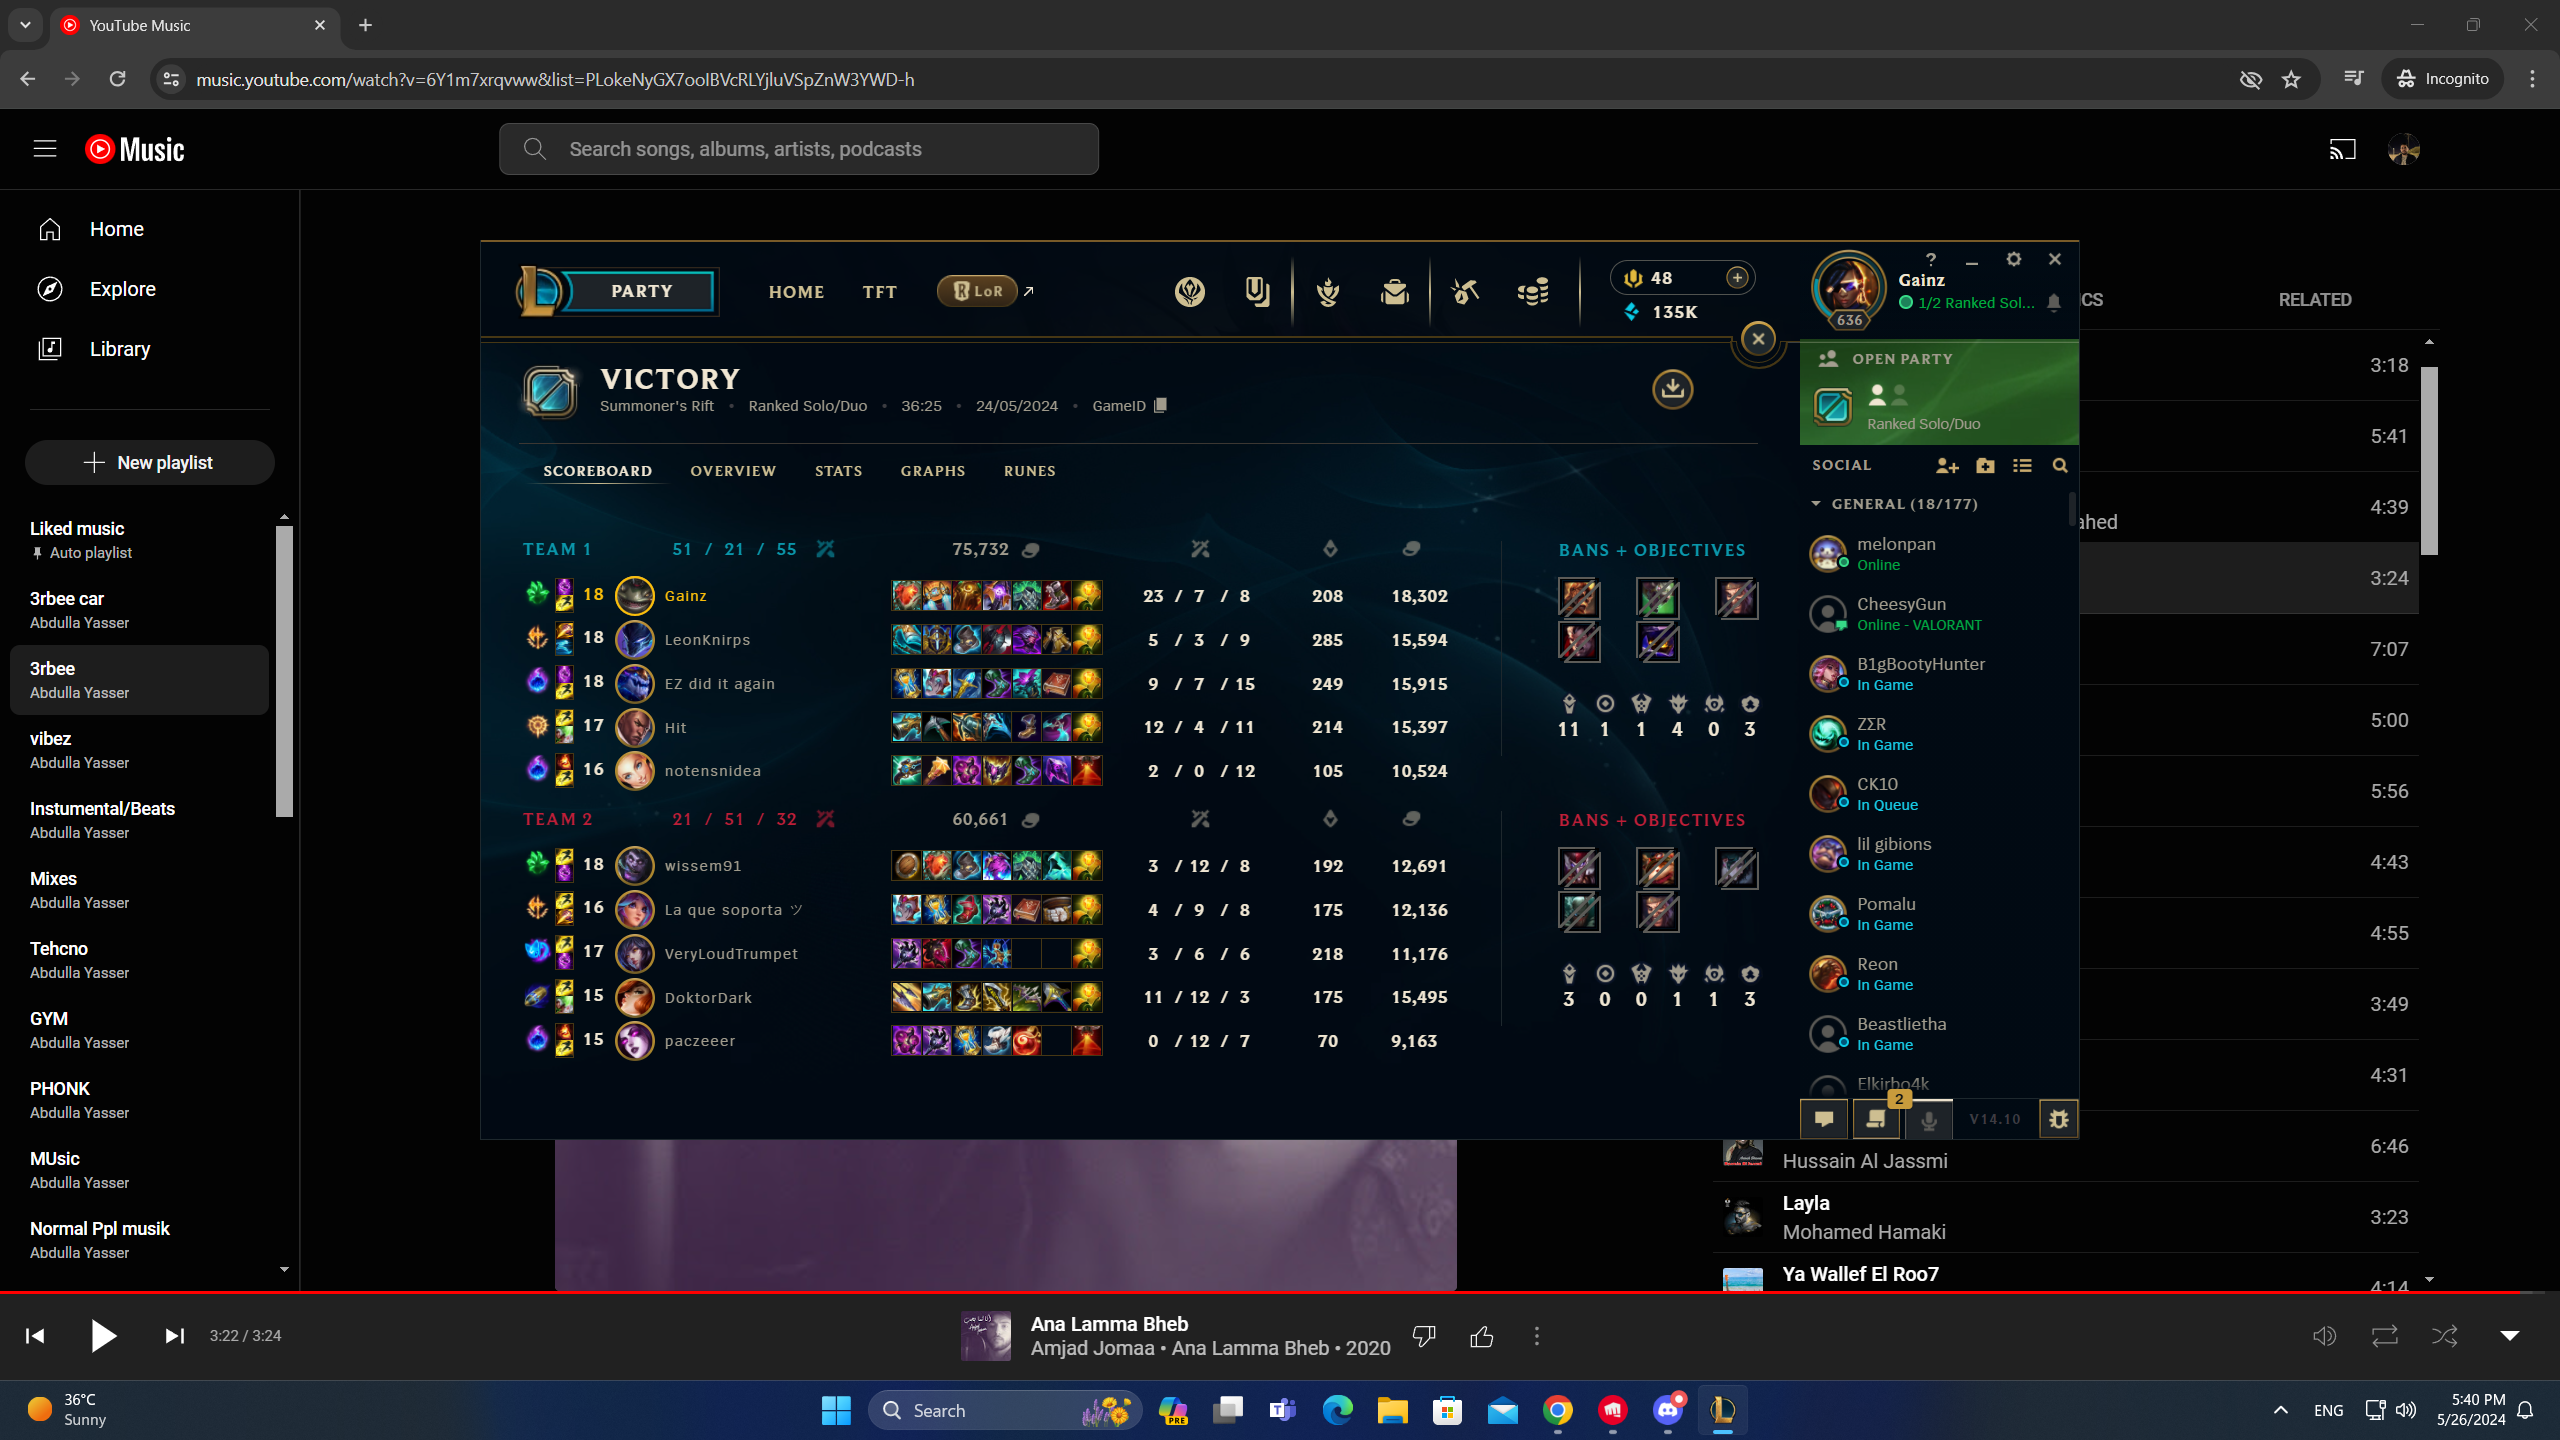 YouTube Music
music.youtube.com/watch?v=6Y1m7xrqvww&list=PLokeNyGX7ooIBVcRLYjluVSpZnW3YWD-h
Incognito
Music
Search songs, albums, artists, podcasts
Home
Explore
Library
New playlist
Liked music
Auto playlist
3rbee car
Abdulla Yasser
3rbee
Abdulla Yasser
vibez
Abdulla Yasser
Instumental/Beats
Abdulla Yasser
Mixes
Abdulla Yasser
Tehcno
Abdulla Yasser
GYM
Abdulla Yasser
PHONK
Abdulla Yasser
MUsic
Abdulla Yasser
Normal Ppl musik
Abdulla Yasser
PARTY
HOME
TFT
LoR
48
135K
636
Gainz
1/2 Ranked Sol...
VICTORY
Summoner's Rift • Ranked Solo/Duo • 36:25 • 24/05/2024 • GameID
SCOREBOARD OVERVIEW STATS GRAPHS RUNES
TEAM 1 51 / 21 / 55 75,732
18 Gainz 23 / 7 / 8 208 18,302
18 LeonKnirps 5 / 3 / 9 285 15,594
18 EZ did it again 9 / 7 / 15 249 15,915
17 Hit 12 / 4 / 11 214 15,397
16 notensnidea 2 / 0 / 12 105 10,524
BANS + OBJECTIVES
11 1 1 4 0 3
TEAM 2 21 / 51 / 32 60,661
18 wissem91 3 / 12 / 8 192 12,691
16 La que soporta ツ 4 / 9 / 8 175 12,136
17 VeryLoudTrumpet 3 / 6 / 6 218 11,176
15 DoktorDark 11 / 12 / 3 175 15,495
15 paczeeer 0 / 12 / 7 70 9,163
BANS + OBJECTIVES
3 0 0 1 1 3
OPEN PARTY
Ranked Solo/Duo
SOCIAL
GENERAL (18/177)
melonpan
Online
CheesyGun
Online - VALORANT
B1gBootyHunter
In Game
ZΣR
In Game
CK10
In Queue
lil gibions
In Game
Pomalu
In Game
Reon
In Game
Beastlietha
In Game
Elkirbo4k
2
V14.10
CS
RELATED
3:18
5:41
4:39
ahed
3:24
7:07
5:00
5:56
4:43
4:55
3:49
4:31
6:46
Hussain Al Jassmi
Layla
Mohamed Hamaki
3:23
Ya Wallef El Roo7
4:14
3:22 / 3:24
Ana Lamma Bheb
Amjad Jomaa • Ana Lamma Bheb • 2020
36°C
Sunny
Search
PRE
ENG
5:40 PM
5/26/2024